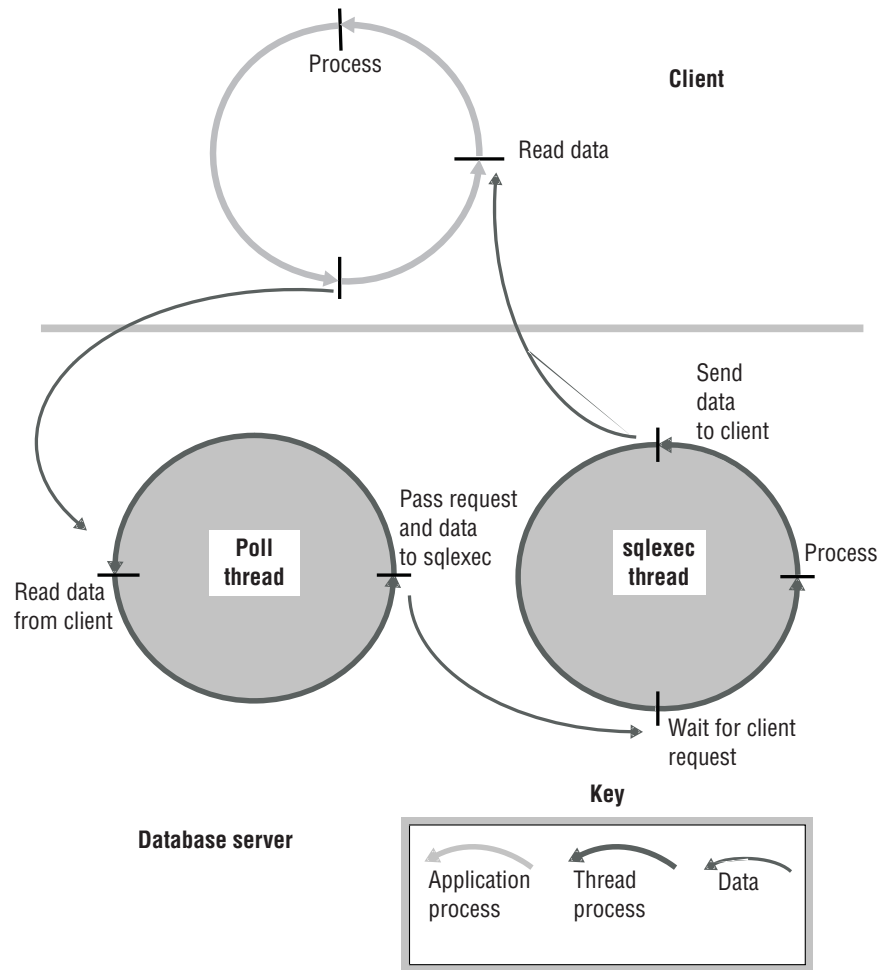 Process
Client
Read data
Send
data
to client
Pass request
and data
to sqlexec
Poll
thread
sqlexec
thread
Process
Read data
from client
Wait for client
request
Key
Database server
Application
process
Thread
process
Data